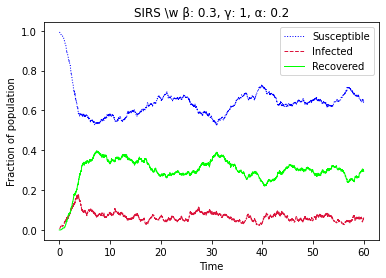 SIRS \w β: 0.3, γ: 1, α: 0.2
Susceptible
Infected
Recovered
Fraction of population
1.0
0.8
0.6
0.4
0.2
0.0
0 10 20 30 40 50 60
Time